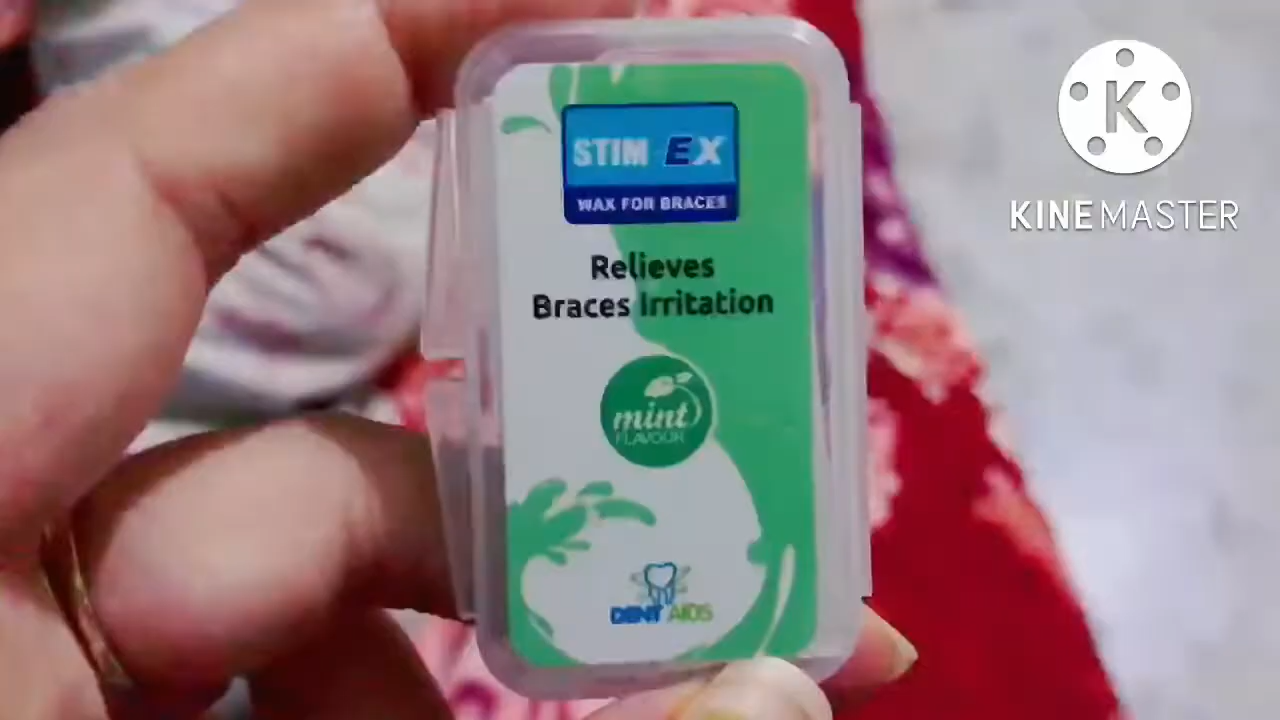 STIM EX
WAX FOR BRACES
Relieves
Braces Irritation
mint
FLAVOUR
DENT AIDS
K
KINEMASTER